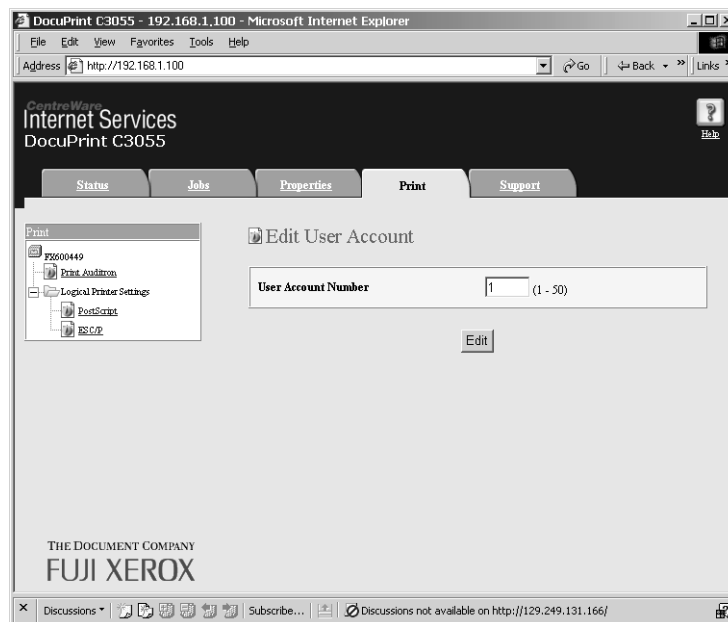 DocuPrint C3055 - 192.168.1,100 - Microsoft Internet Explorer
File Edit View Favorites Tools Help
Address http://192.168.1.100 Go Back » Links »
CentreWare
Internet Services
DocuPrint C3055
Help
Status Jobs Properties Print Support
Print
FX600449
Print Auditron
Logical Printer Settings
PostScript
ESC/P
Edit User Account
User Account Number 1 (1 - 50)
Edit
THE DOCUMENT COMPANY
FUJI XEROX
× Discussions Subscribe... Discussions not available on http://129.249.131.166/